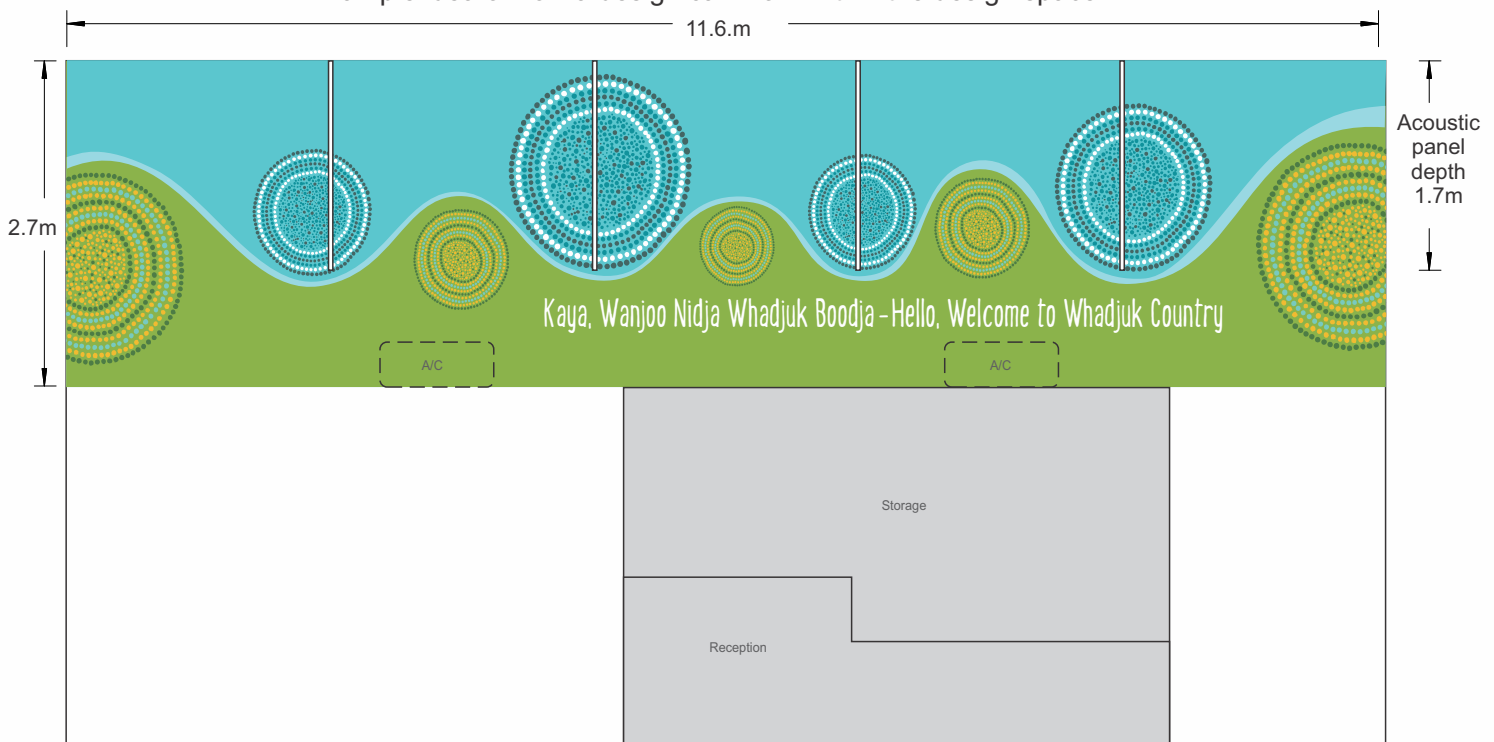 11.6.m
2.7m
Acoustic
panel
depth
1.7m
Kaya, Wanjoo Nidja Whadjuk Boodja-Hello, Welcome to Whadjuk Country
A/C
A/C
Storage
Reception